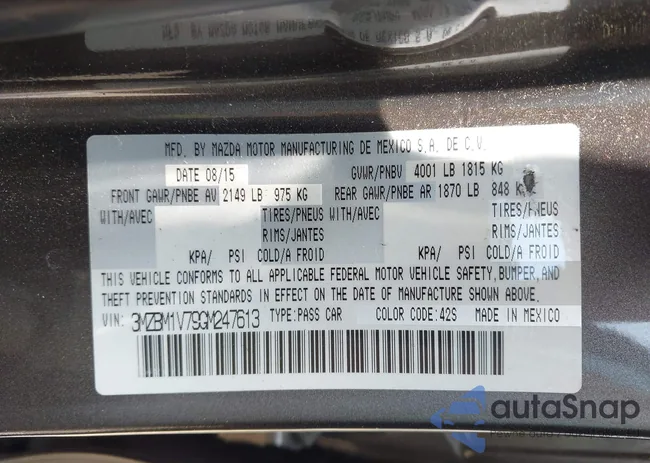 MFD. BY MAZDA MOTOR MANUFACTURING DE MEXICO S.A. DE C.V.
DATE 08/15 GVWR/PNBV 4001 LB 1815 KG
FRONT GAWR/PNBE AV 2149 LB 975 KG REAR GAWR/PNBE AR 1870 LB 848
WITH/AVEC TIRES/PNEUS WITH/AVEC TIRES/PNEUS
RIMS/JANTES RIMS/JANTES
KPA/ PSI COLD/A FROID KPA/ PSI COLD/A FROID
THIS VEHICLE CONFORMS TO ALL APPLICABLE FEDERAL MOTOR VEHICLE SAFETY, BUMPER, AND
THEFT PREVENTION STANDARDS IN EFFECT ON THE DATE OF MANUFACTURE SHOWN ABOVE.
VIN: 3MZBM1V79GM247613 TYPE:PASS CAR COLOR CODE:42S MADE IN MEXICO
autaSnap